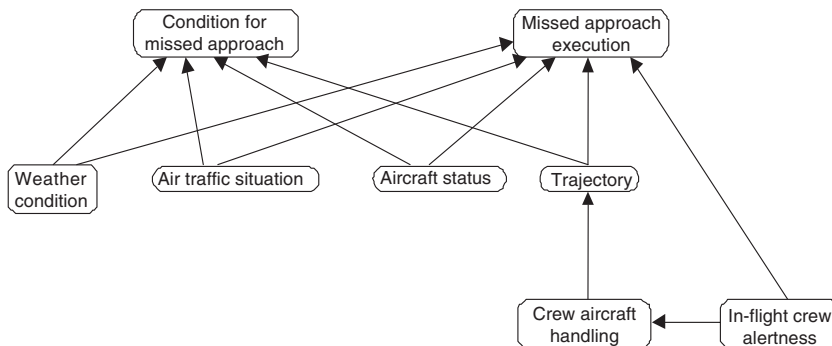 Condition for
missed approach
Missed approach
execution
Weather
condition
Air traffic situation
Aircraft status
Trajectory
Crew aircraft
handling
In-flight crew
alertness